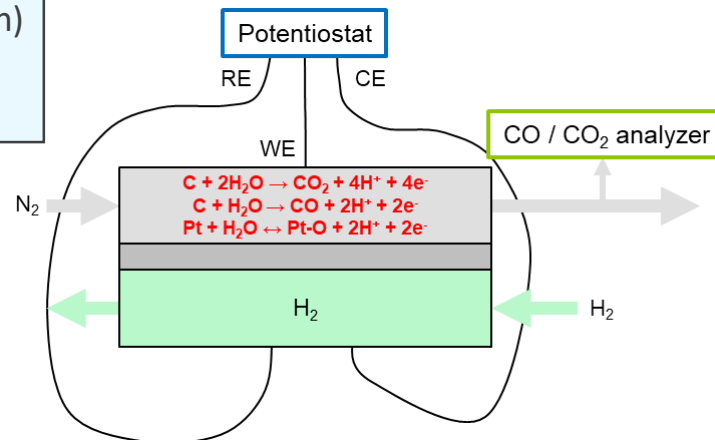 n)
Potentiostat
RE
CE
CO / CO₂ analyzer
WE
C + 2H₂O → CO₂ + 4H⁺ + 4e⁻
C + H₂O → CO + 2H⁺ + 2e⁻
Pt + H₂O ↔ Pt-O + 2H⁺ + 2e⁻
N₂
H₂
H₂